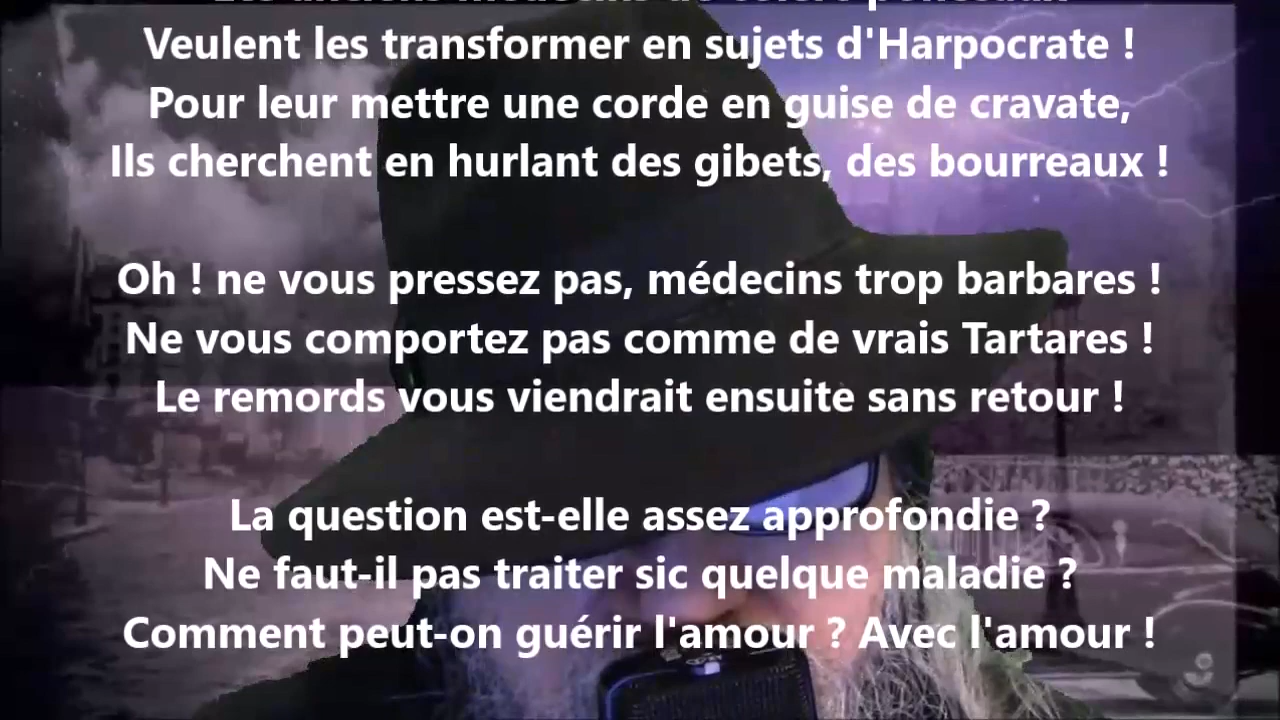 Veulent les transformer en sujets d'Harpocrate !
Pour leur mettre une corde en guise de cravate,
Ils cherchent en hurlant des gibets, des bourreaux !
Oh ! ne vous pressez pas, médecins trop barbares !
Ne vous comportez pas comme de vrais Tartares !
Le remords vous viendrait ensuite sans retour !
La question est-elle assez approfondie ?
Ne faut-il pas traiter sic quelque maladie ?
Comment peut-on guérir l'amour ? Avec l'amour !